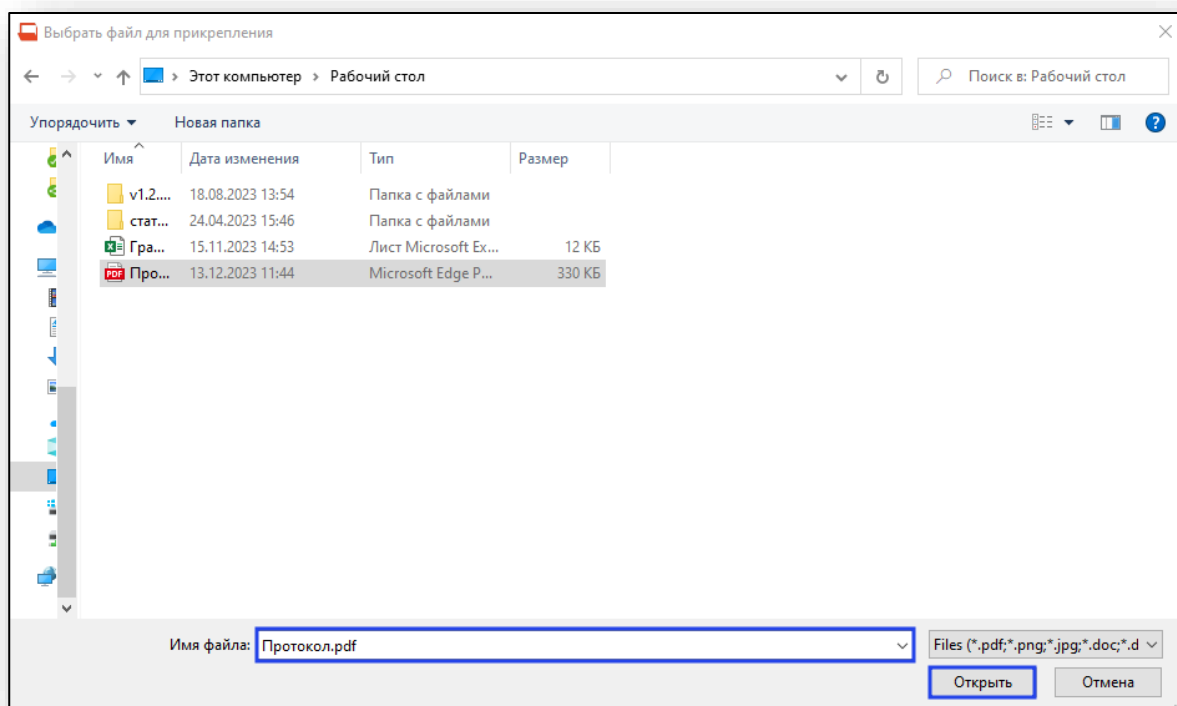 Выбрать файл для прикрепления
Этот компьютер › Рабочий стол
Поиск в: Рабочий стол
Упорядочить Новая папка
?
Имя Дата изменения Тип Размер
v1.2.... 18.08.2023 13:54 Папка с файлами
стат... 24.04.2023 15:46 Папка с файлами
Гра... 15.11.2023 14:53 Лист Microsoft Ex... 12 КБ
PDF Про... 13.12.2023 11:44 Microsoft Edge P... 330 КБ
Имя файла: Протокол.pdf Files (*.pdf;*.png;*.jpg;*.doc;*.d
Открыть Отмена